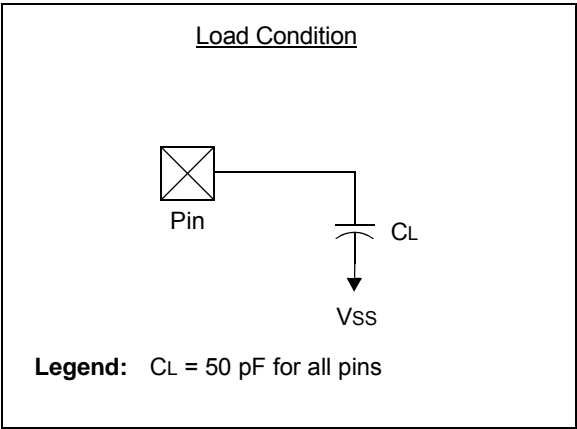 Load Condition
Pin
CL
VSS
Legend: CL = 50 pF for all pins